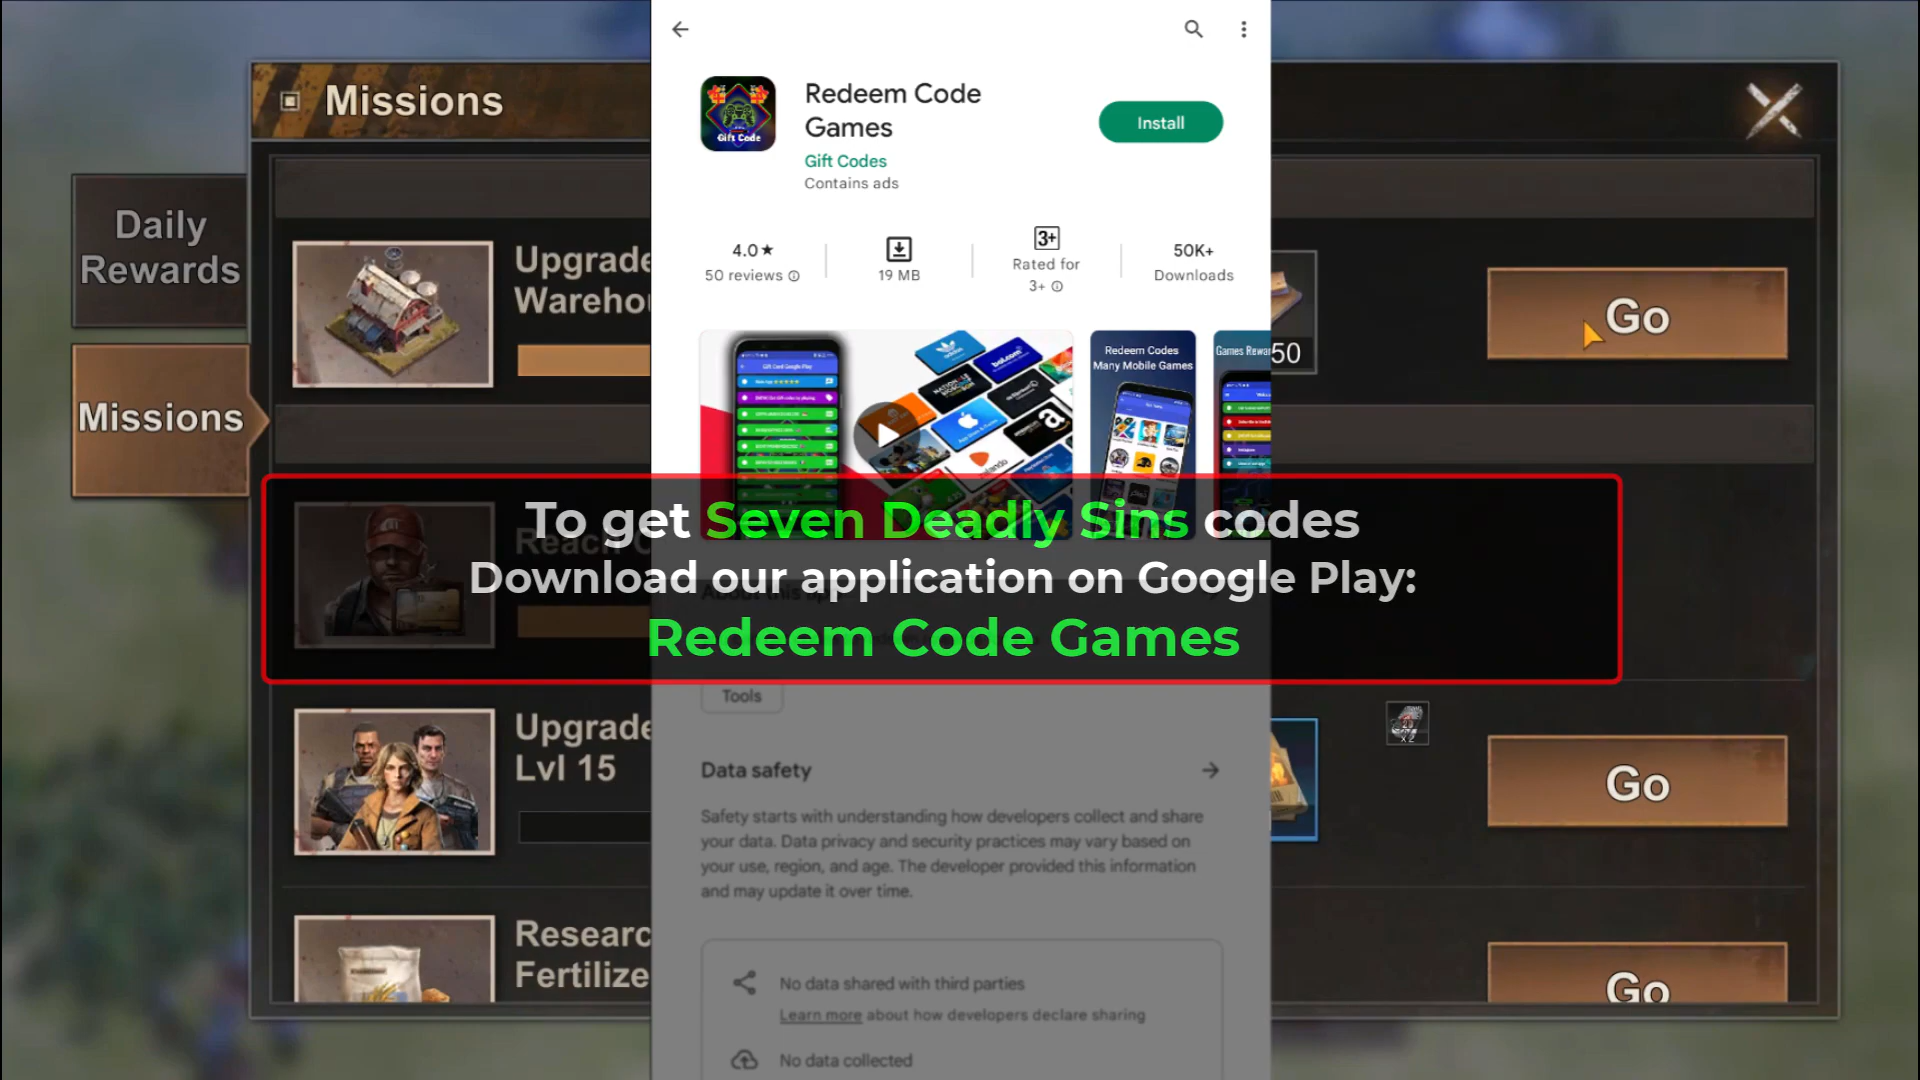 Missions
Daily
Rewards
Missions
Upgrade
Wareho
Upgrade
Lvl 15
Researc
Fertilize
Redeem Code
Games
Gift Code
Install
Gift Codes
Contains ads
4.0★
50 reviews
19 MB
3+
Rated for
3+
50K+
Downloads
Redeem Codes
Many Mobile Games
Games Rewar
50
Go
To get Seven Deadly Sins codes
Download our application on Google Play:
Redeem Code Games
Tools
Data safety
Safety starts with understanding how developers collect and share
your data. Data privacy and security practices may vary based on
your use, region, and age. The developer provided this information
and may update it over time.
x2
Go
No data shared with third parties
Learn more about how developers declare sharing
No data collected
Go